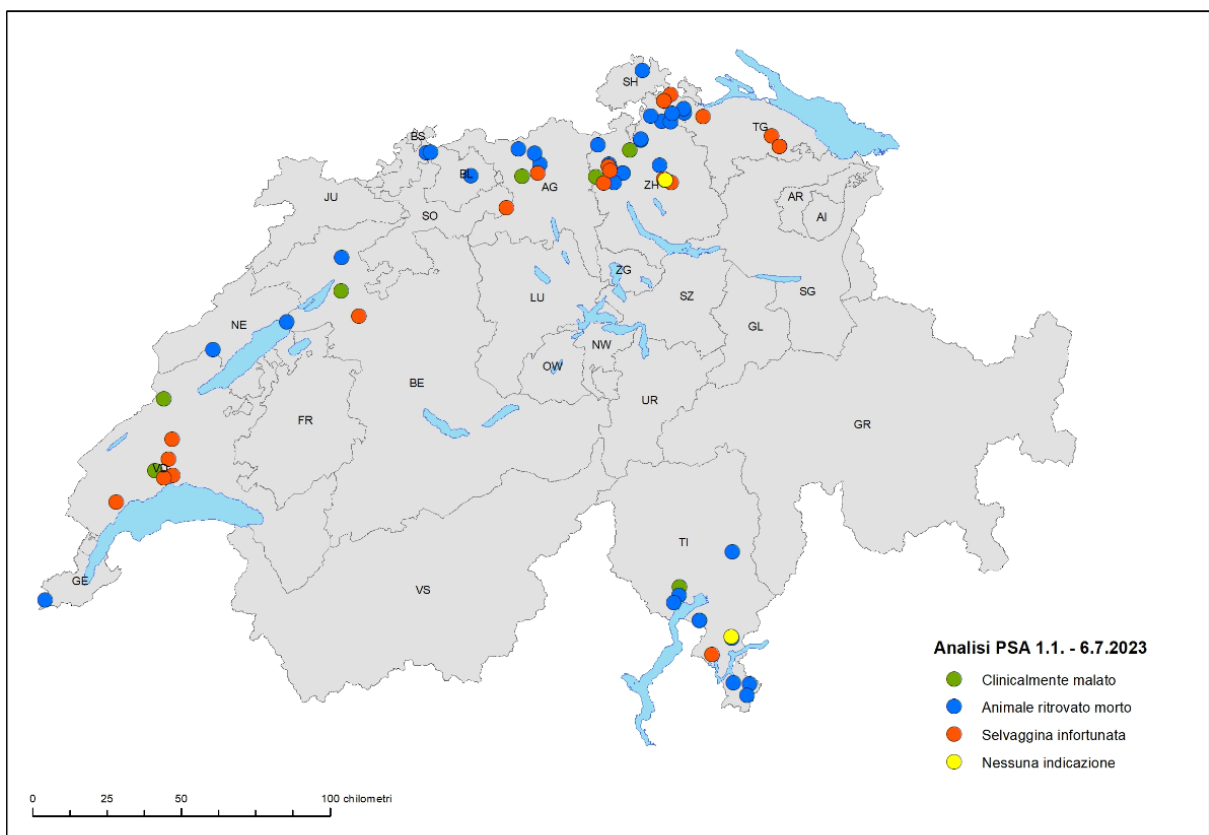 SH
BS
TG
BL
AG
ZH
JU
SO
AR
AI
ZG
LU
SZ
SG
NE
GL
NW
OW
BE
UR
FR
GR
VD
TI
GE
VS
Analisi PSA 1.1. - 6.7.2023
Clinicalmente malato
Animale ritrovato morto
Selvaggina infortunata
Nessuna indicazione
0 25 50 100 chilometri